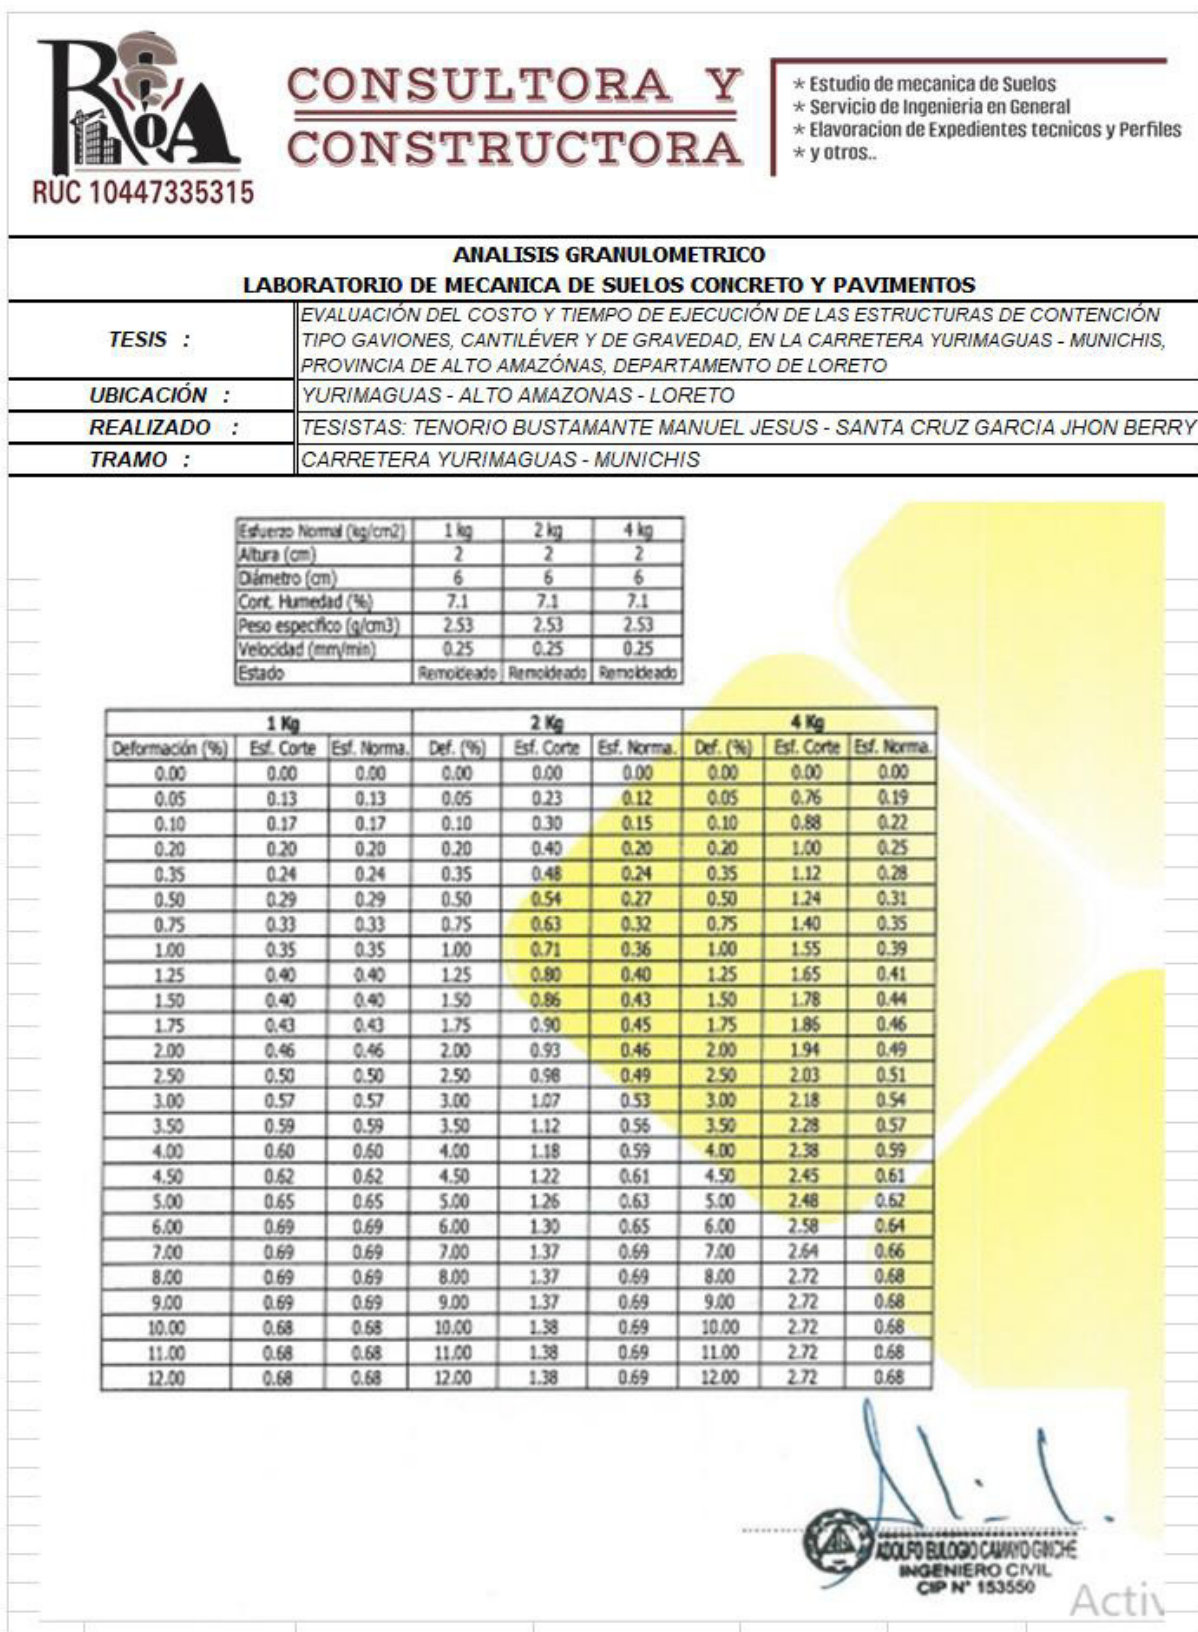 RÓA
RUC 10447335315
CONSULTORA Y
CONSTRUCTORA
* Estudio de mecanica de Suelos
* Servicio de Ingenieria en General
* Elavoracion de Expedientes tecnicos y Perfiles
* y otros..
ANALISIS GRANULOMETRICO
LABORATORIO DE MECANICA DE SUELOS CONCRETO Y PAVIMENTOS
TESIS : EVALUACIÓN DEL COSTO Y TIEMPO DE EJECUCIÓN DE LAS ESTRUCTURAS DE CONTENCIÓN
TIPO GAVIONES, CANTILÉVER Y DE GRAVEDAD, EN LA CARRETERA YURIMAGUAS - MUNICHIS,
PROVINCIA DE ALTO AMAZÓNAS, DEPARTAMENTO DE LORETO
UBICACIÓN : YURIMAGUAS - ALTO AMAZONAS - LORETO
REALIZADO : TESISTAS: TENORIO BUSTAMANTE MANUEL JESUS - SANTA CRUZ GARCIA JHON BERRY
TRAMO : CARRETERA YURIMAGUAS - MUNICHIS
Esfuerzo Normal (kg/cm2) 1 kg 2 kg 4 kg
Altura (cm) 2 2 2
Diámetro (cm) 6 6 6
Cont. Humedad (%) 7.1 7.1 7.1
Peso especifico (g/cm3) 2.53 2.53 2.53
Velocidad (mm/min) 0.25 0.25 0.25
Estado Remoldeado Remoldeado Remoldeado
1 Kg 2 Kg 4 Kg
Deformación (%) Esf. Corte Esf. Norma. Def. (%) Esf. Corte Esf. Norma. Def. (%) Esf. Corte Esf. Norma.
0.00 0.00 0.00 0.00 0.00 0.00 0.00 0.00 0.00
0.05 0.13 0.13 0.05 0.23 0.12 0.05 0.76 0.19
0.10 0.17 0.17 0.10 0.30 0.15 0.10 0.88 0.22
0.20 0.20 0.20 0.20 0.40 0.20 0.20 1.00 0.25
0.35 0.24 0.24 0.35 0.48 0.24 0.35 1.12 0.28
0.50 0.29 0.29 0.50 0.54 0.27 0.50 1.24 0.31
0.75 0.33 0.33 0.75 0.63 0.32 0.75 1.40 0.35
1.00 0.35 0.35 1.00 0.71 0.36 1.00 1.55 0.39
1.25 0.40 0.40 1.25 0.80 0.40 1.25 1.65 0.41
1.50 0.40 0.40 1.50 0.86 0.43 1.50 1.78 0.44
1.75 0.43 0.43 1.75 0.90 0.45 1.75 1.86 0.46
2.00 0.46 0.46 2.00 0.93 0.46 2.00 1.94 0.49
2.50 0.50 0.50 2.50 0.98 0.49 2.50 2.03 0.51
3.00 0.57 0.57 3.00 1.07 0.53 3.00 2.18 0.54
3.50 0.59 0.59 3.50 1.12 0.56 3.50 2.28 0.57
4.00 0.60 0.60 4.00 1.18 0.59 4.00 2.38 0.59
4.50 0.62 0.62 4.50 1.22 0.61 4.50 2.45 0.61
5.00 0.65 0.65 5.00 1.26 0.63 5.00 2.48 0.62
6.00 0.69 0.69 6.00 1.30 0.65 6.00 2.58 0.64
7.00 0.69 0.69 7.00 1.37 0.69 7.00 2.64 0.66
8.00 0.69 0.69 8.00 1.37 0.69 8.00 2.72 0.68
9.00 0.69 0.69 9.00 1.37 0.69 9.00 2.72 0.68
10.00 0.68 0.68 10.00 1.38 0.69 10.00 2.72 0.68
11.00 0.68 0.68 11.00 1.38 0.69 11.00 2.72 0.68
12.00 0.68 0.68 12.00 1.38 0.69 12.00 2.72 0.68
ADOLFO EULOGIO CAMAYO GINCHE
INGENIERO CIVIL
CIP N° 153550
Activ